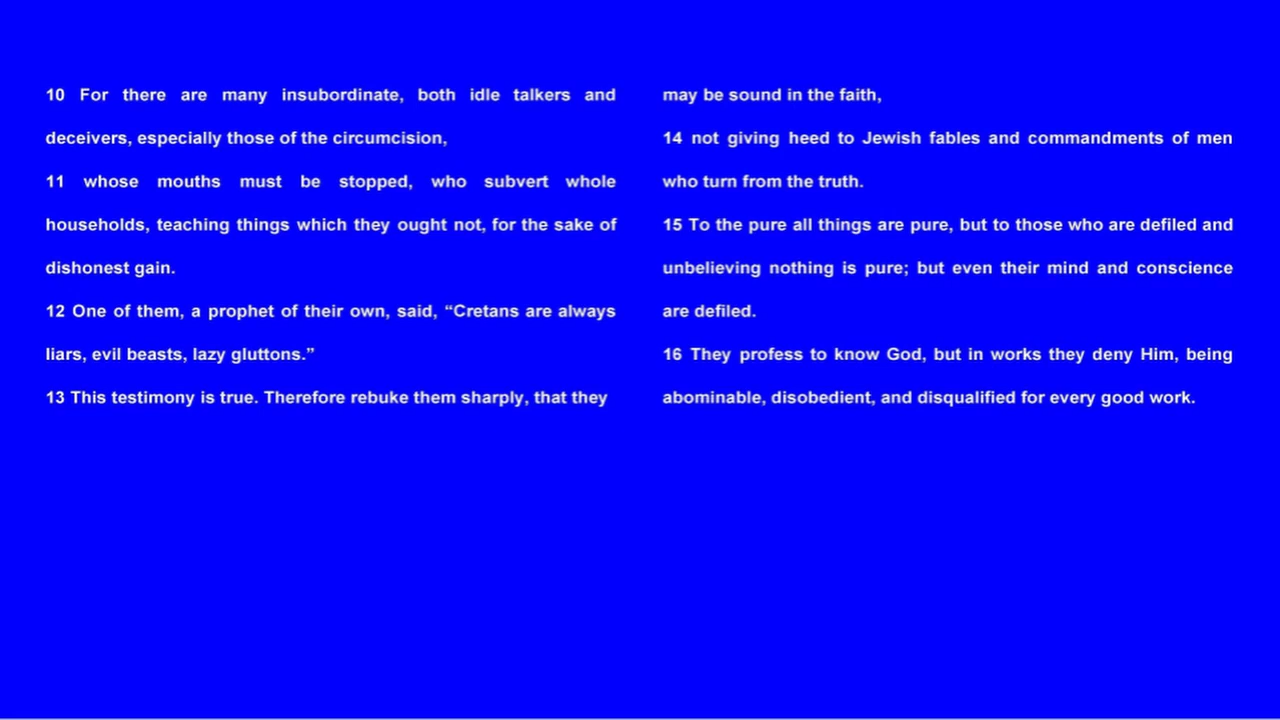 10 For there are many insubordinate, both idle talkers and
deceivers, especially those of the circumcision,
11 whose mouths must be stopped, who subvert whole
households, teaching things which they ought not, for the sake of
dishonest gain.
12 One of them, a prophet of their own, said, “Cretans are always
liars, evil beasts, lazy gluttons.”
13 This testimony is true. Therefore rebuke them sharply, that they
may be sound in the faith,
14 not giving heed to Jewish fables and commandments of men
who turn from the truth.
15 To the pure all things are pure, but to those who are defiled and
unbelieving nothing is pure; but even their mind and conscience
are defiled.
16 They profess to know God, but in works they deny Him, being
abominable, disobedient, and disqualified for every good work.